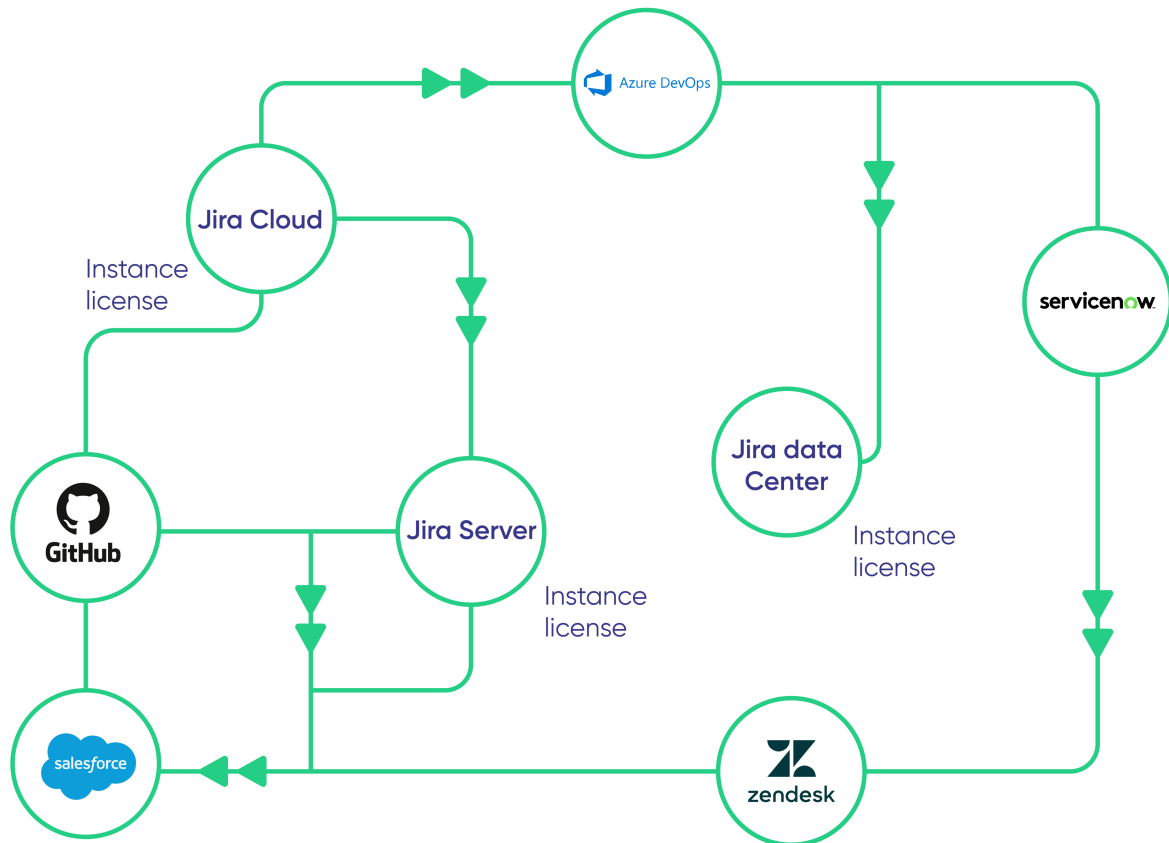 Azure DevOps
Jira Cloud
Instance
license
servicenow
Jira data
Center
GitHub
Jira Server
Instance
license
Instance
license
salesforce
zendesk